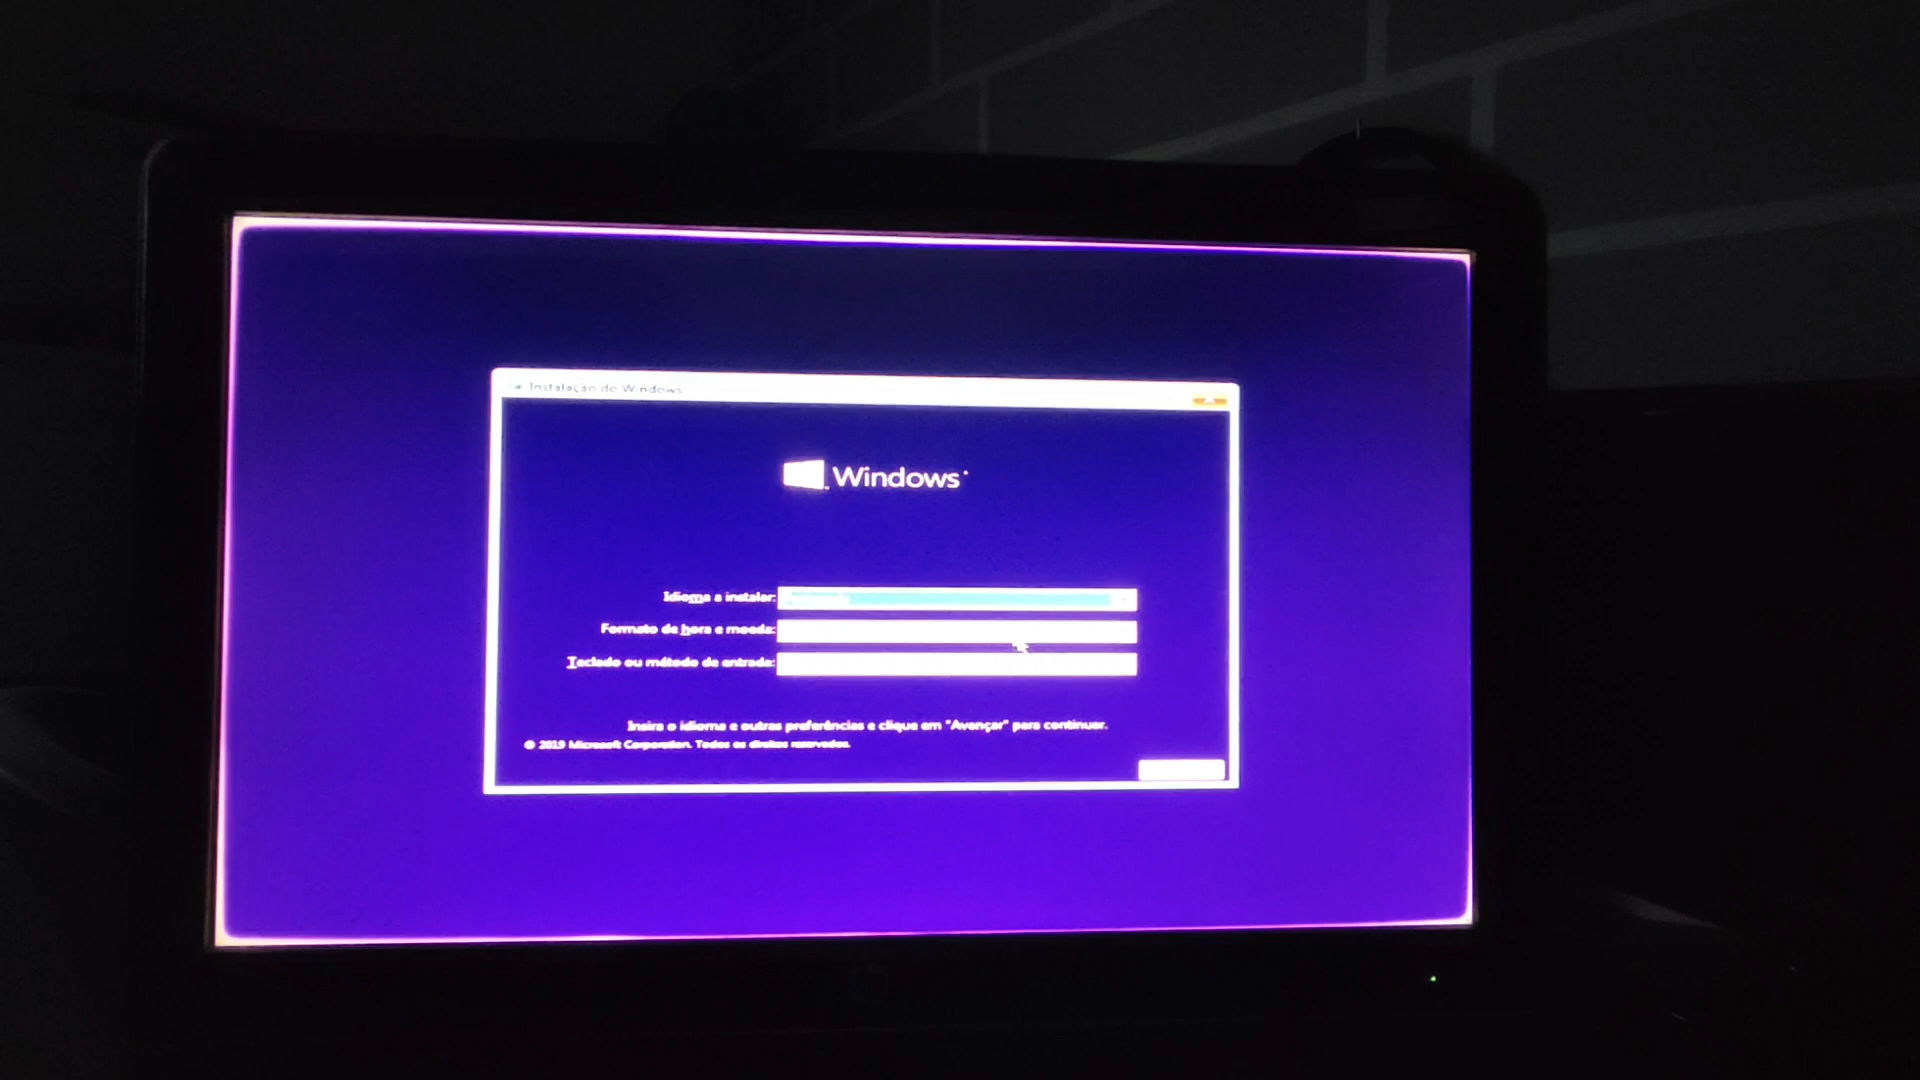 Instalação do Windows
Windows
Idioma a instalar:
Formato de hora e moeda:
Teclado ou método de entrada:
Insira o idioma e outras preferências e clique em "Avançar" para continuar.
© 2019 Microsoft Corporation. Todos os direitos reservados.